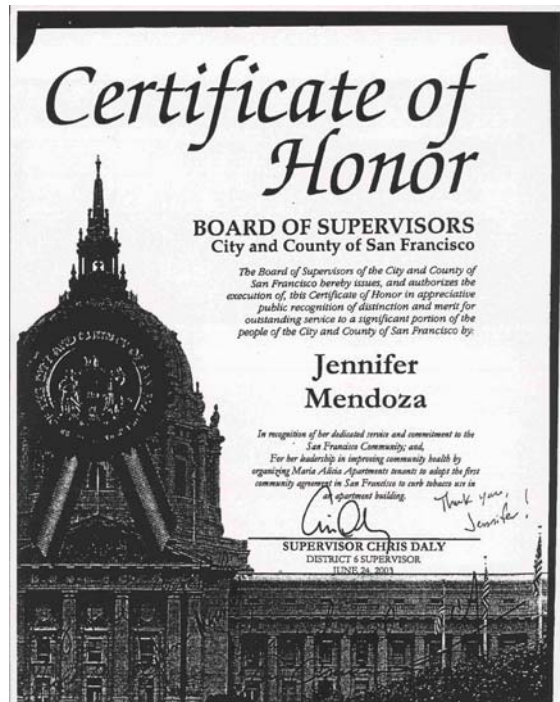 Certificate of
Honor
BOARD OF SUPERVISORS
City and County of San Francisco
The Board of Supervisors of the City and County of
San Francisco hereby issues, and authorizes the
execution of, this Certificate of Honor in appreciative
public recognition of distinction and merit for
outstanding service to a significant portion of the
people of the City and County of San Francisco by:
Jennifer
Mendoza
In recognition of her dedicated service and commitment to the
San Francisco Community; and,
For her leadership in improving community health by
organizing Maria Alicia Apartments tenants to adopt the first
community agreement in San Francisco to curb tobacco use in
an apartment building.
Thank you,
Jennifer!
SUPERVISOR CHRIS DALY
DISTRICT 6 SUPERVISOR
JUNE 24, 2003